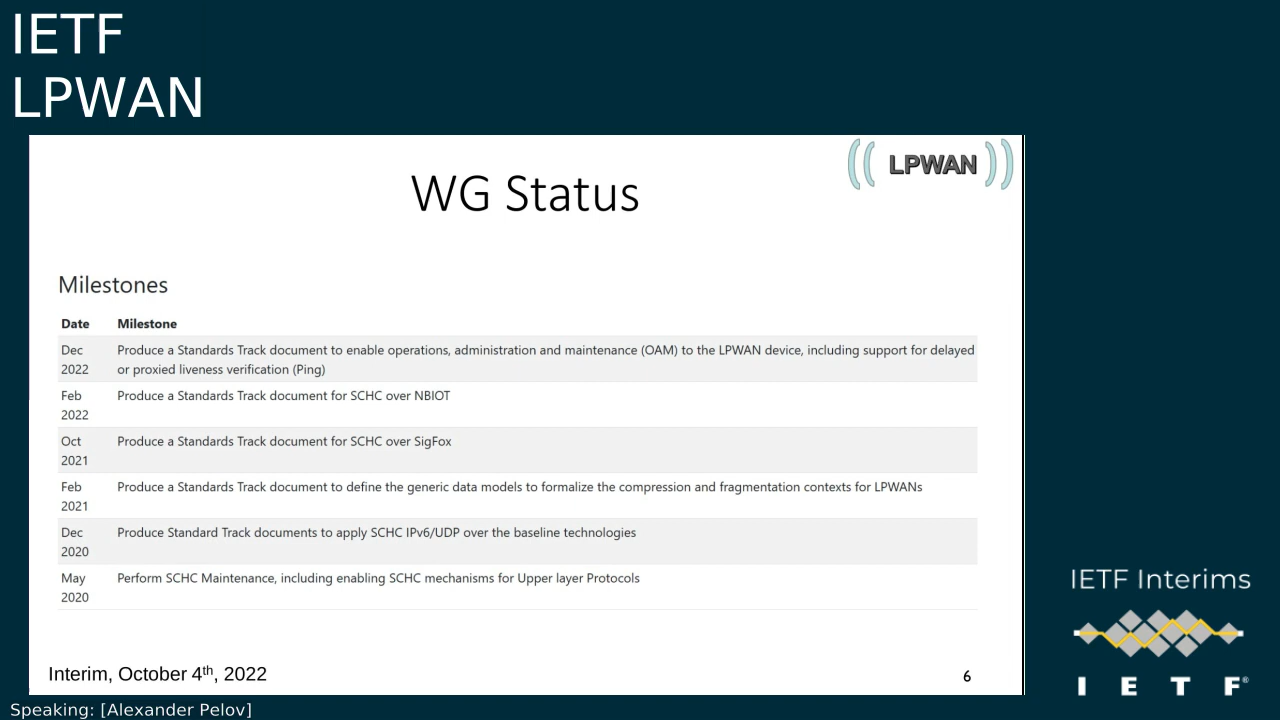 IETF
LPWAN
LPWAN
WG Status
Milestones
Date Milestone
Dec 2022 Produce a Standards Track document to enable operations, administration and maintenance (OAM) to the LPWAN device, including support for delayed or proxied liveness verification (Ping)
Feb 2022 Produce a Standards Track document for SCHC over NBIOT
Oct 2021 Produce a Standards Track document for SCHC over SigFox
Feb 2021 Produce a Standards Track document to define the generic data models to formalize the compression and fragmentation contexts for LPWANs
Dec 2020 Produce Standard Track documents to apply SCHC IPv6/UDP over the baseline technologies
May 2020 Perform SCHC Maintenance, including enabling SCHC mechanisms for Upper layer Protocols
Interim, October 4th, 2022
6
IETF Interims
I E T F®
Speaking: [Alexander Pelov]